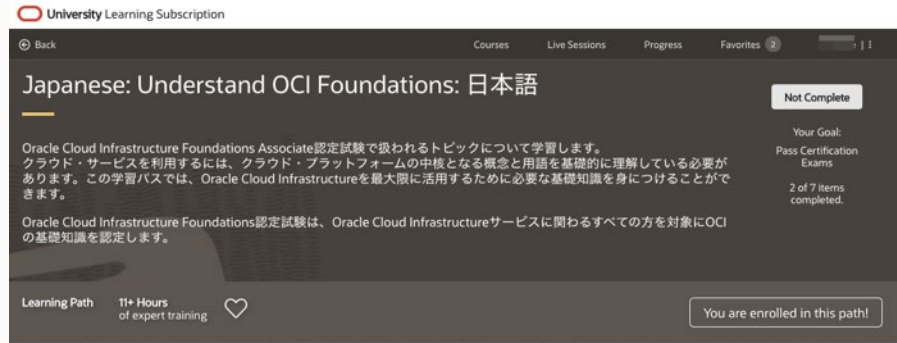 University Learning Subscription
Back
Courses
Live Sessions
Progress
Favorites 2
Japanese: Understand OCI Foundations: 日本語
Not Complete
Your Goal:
Pass Certification
Exams
2 of 7 items
completed.
Oracle Cloud Infrastructure Foundations Associate認定試験で扱われるトピックについて学習します。
クラウド・サービスを利用するには、クラウド・プラットフォームの中核となる概念と用語を基礎的に理解している必要が
あります。この学習パスでは、Oracle Cloud Infrastructureを最大限に活用するために必要な基礎知識を身につけることがで
きます。
Oracle Cloud Infrastructure Foundations認定試験は、Oracle Cloud Infrastructureサービスに関わるすべての方を対象にOCI
の基礎知識を認定します。
Learning Path
11+ Hours
of expert training
You are enrolled in this path!